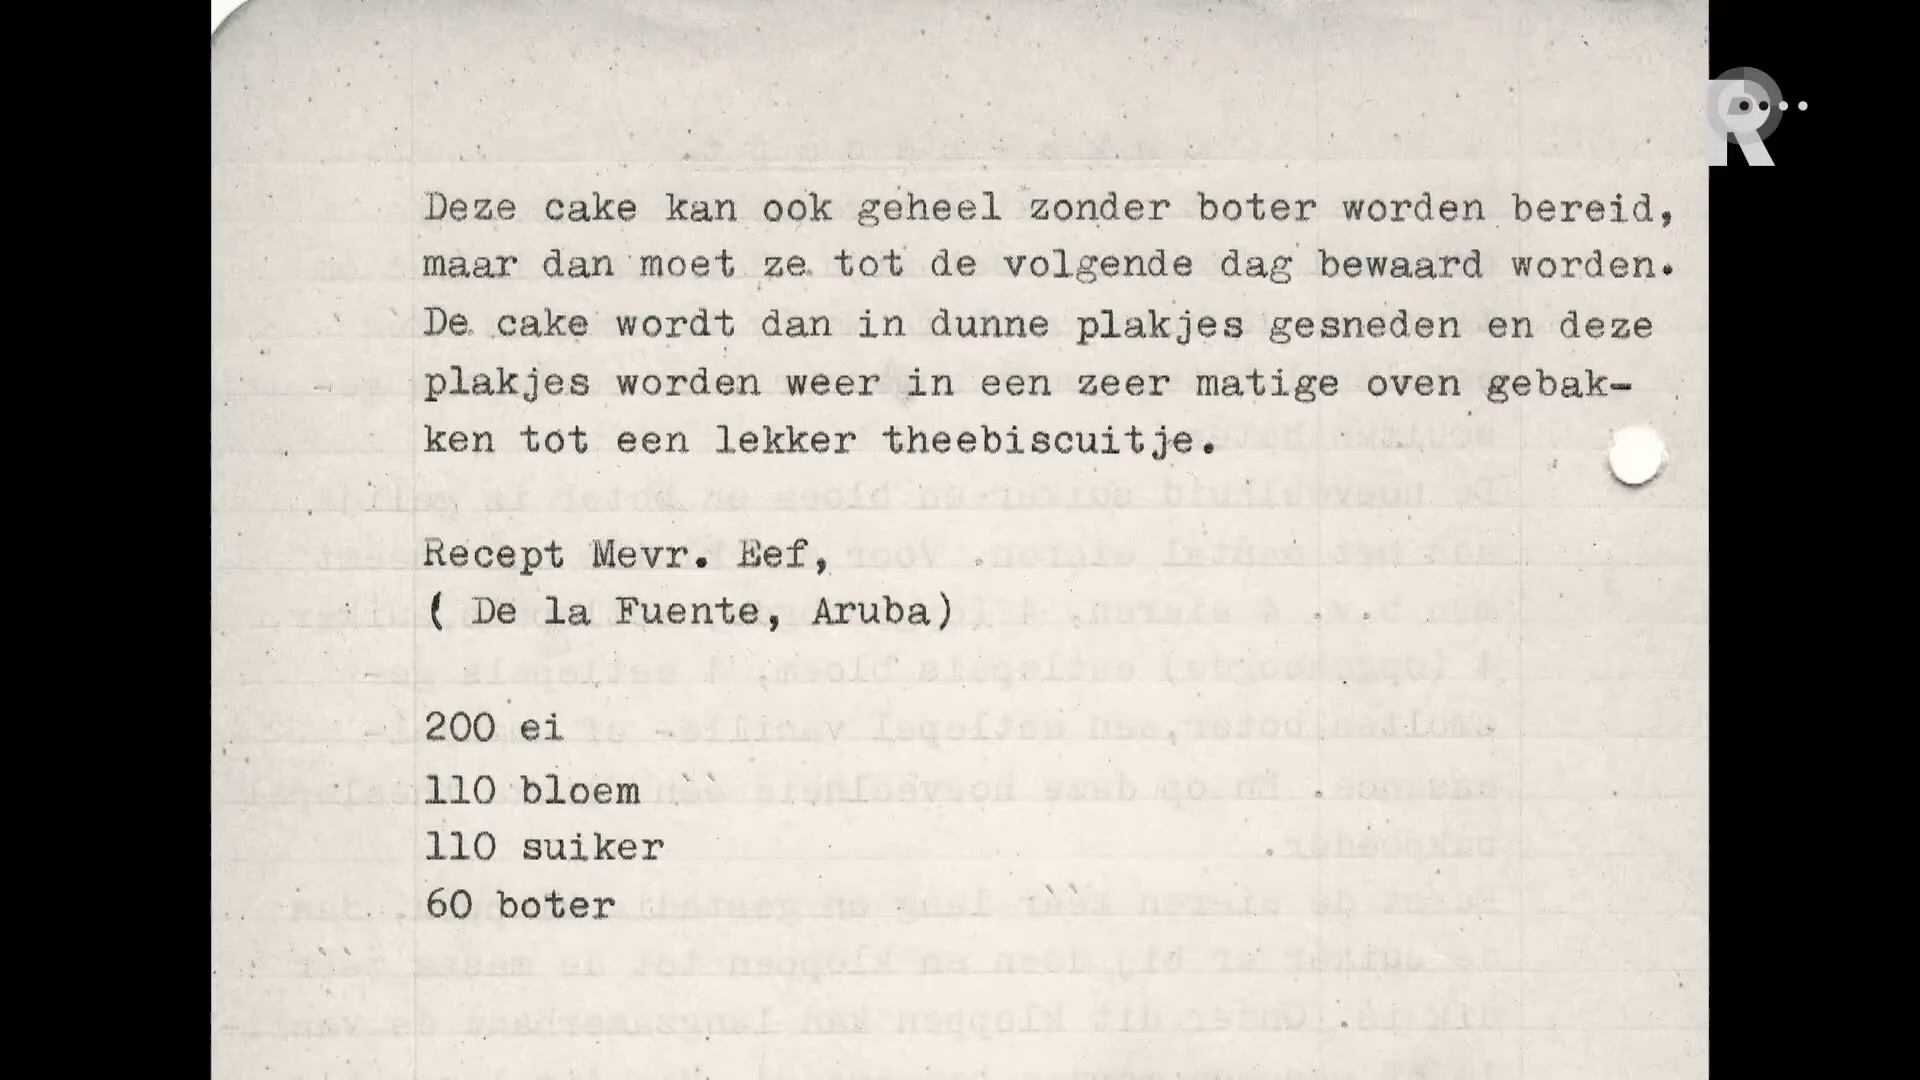 Deze cake kan ook geheel zonder boter worden bereid,
maar dan moet ze tot de volgende dag bewaard worden.
De cake wordt dan in dunne plakjes gesneden en deze
plakjes worden weer in een zeer matige oven gebak-
ken tot een lekker theebiscuitje.
Recept Mevr. Eef,
( De la Fuente, Aruba)
200 ei
110 bloem
110 suiker
60 boter
R